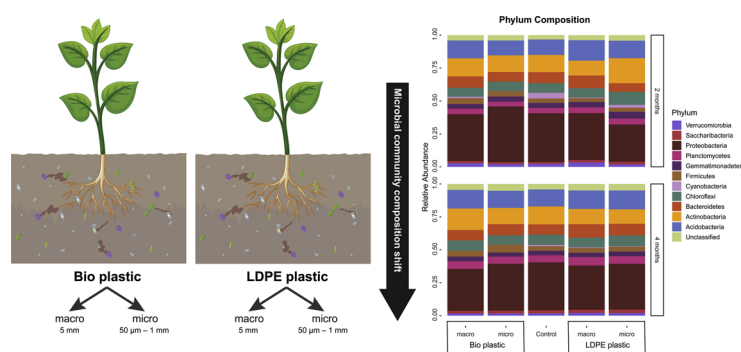 Bio plastic
macro
5 mm
micro
50 µm – 1 mm
LDPE plastic
macro
5 mm
micro
50 µm – 1 mm
Microbial community composition shift
Phylum Composition
Relative Abundance
1.00
0.75
0.50
0.25
0.00
2 months
1.00
0.75
0.50
0.25
0.00
4 months
macro
micro
Control
macro
micro
Bio plastic
LDPE plastic
Phylum
Verrucomicrobia
Saccharibacteria
Proteobacteria
Planctomycetes
Gemmatimonadetes
Firmicutes
Cyanobacteria
Chloroflexi
Bacteroidetes
Actinobacteria
Acidobacteria
Unclassified